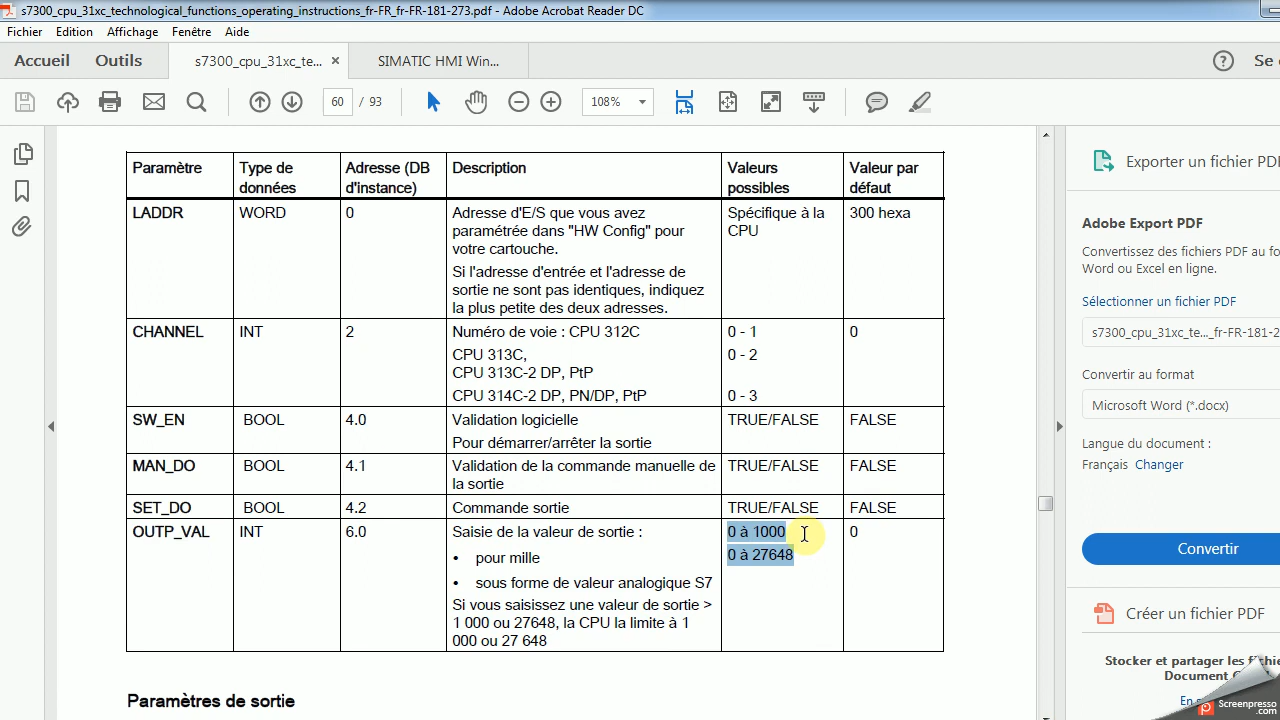 s7300_cpu_31xc_technological_functions_operating_instructions_fr-FR_fr-FR-181-273.pdf - Adobe Acrobat Reader DC
Fichier Edition Affichage Fenêtre Aide
Accueil Outils s7300_cpu_31xc_te... × SIMATIC HMI Win... ? Se
60 / 93 108%
Paramètre Type de données Adresse (DB d'instance) Description Valeurs possibles Valeur par défaut
LADDR WORD 0 Adresse d'E/S que vous avez Spécifique à la 300 hexa
paramétrée dans "HW Config" pour CPU
votre cartouche.
Si l'adresse d'entrée et l'adresse de
sortie ne sont pas identiques, indiquez
la plus petite des deux adresses.
CHANNEL INT 2 Numéro de voie : CPU 312C 0 - 1 0
CPU 313C, 0 - 2
CPU 313C-2 DP, PtP
CPU 314C-2 DP, PN/DP, PtP 0 - 3
SW_EN BOOL 4.0 Validation logicielle TRUE/FALSE FALSE
Pour démarrer/arrêter la sortie
MAN_DO BOOL 4.1 Validation de la commande manuelle de TRUE/FALSE FALSE
la sortie
SET_DO BOOL 4.2 Commande sortie TRUE/FALSE FALSE
OUTP_VAL INT 6.0 Saisie de la valeur de sortie : 0 à 1000 0
• pour mille 0 à 27648
• sous forme de valeur analogique S7
Si vous saisissez une valeur de sortie >
1 000 ou 27648, la CPU la limite à 1
000 ou 27 648
Paramètres de sortie
Exporter un fichier PDF
Adobe Export PDF
Convertissez des fichiers PDF au fo
Word ou Excel en ligne.
Sélectionner un fichier PDF
s7300_cpu_31xc_te..._fr-FR-181-2
Convertir au format
Microsoft Word (*.docx)
Langue du document :
Français Changer
Convertir
Créer un fichier PDF
Stocker et partager les fichie
Document C
En
Screenpresso
.com